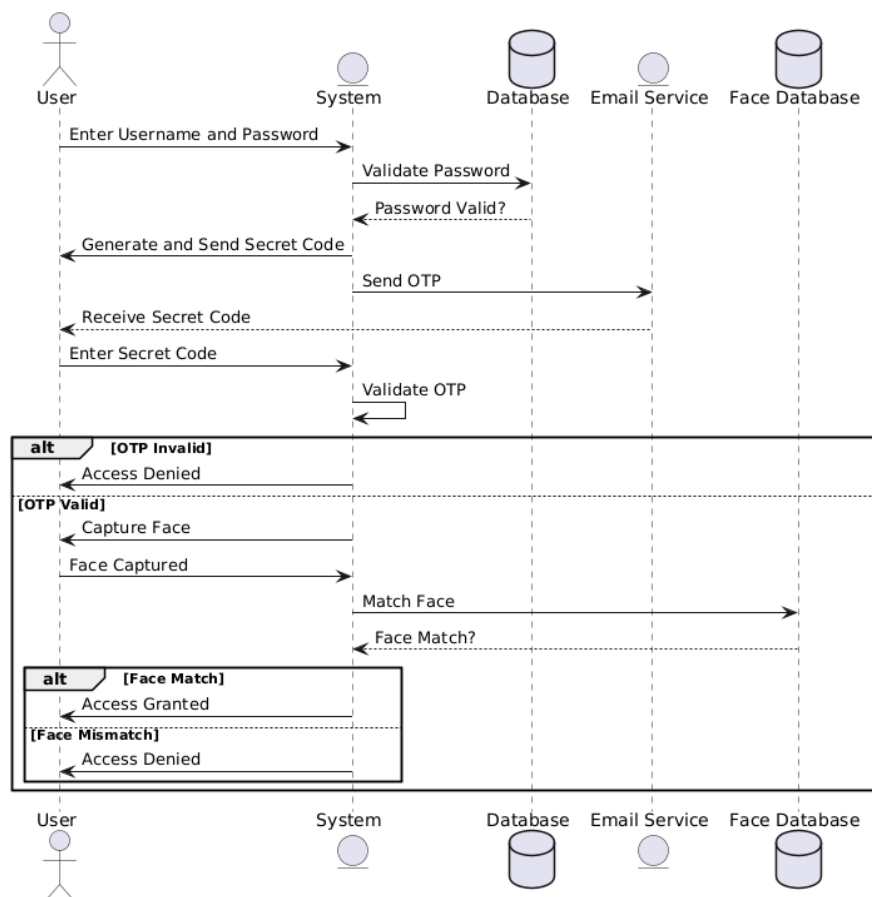 User
System
Database
Email Service
Face Database
Enter Username and Password
Validate Password
Password Valid?
Generate and Send Secret Code
Send OTP
Receive Secret Code
Enter Secret Code
Validate OTP
alt [OTP Invalid]
Access Denied
[OTP Valid]
Capture Face
Face Captured
Match Face
Face Match?
alt [Face Match]
Access Granted
[Face Mismatch]
Access Denied
User
System
Database
Email Service
Face Database